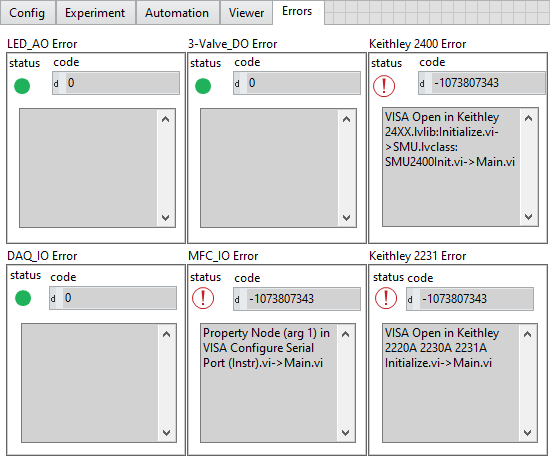 Config Experiment Automation Viewer Errors
LED_AO Error
status code
d 0
3-Valve_DO Error
status code
d 0
Keithley 2400 Error
status code
d -1073807343
VISA Open in Keithley
24XX.lvlib:Initialize.vi-
>SMU.lvclass:
SMU2400Init.vi->Main.vi
DAQ_IO Error
status code
d 0
MFC_IO Error
status code
d -1073807343
Property Node (arg 1) in
VISA Configure Serial
Port (Instr).vi->Main.vi
Keithley 2231 Error
status code
d -1073807343
VISA Open in Keithley
2220A 2230A 2231A
Initialize.vi->Main.vi